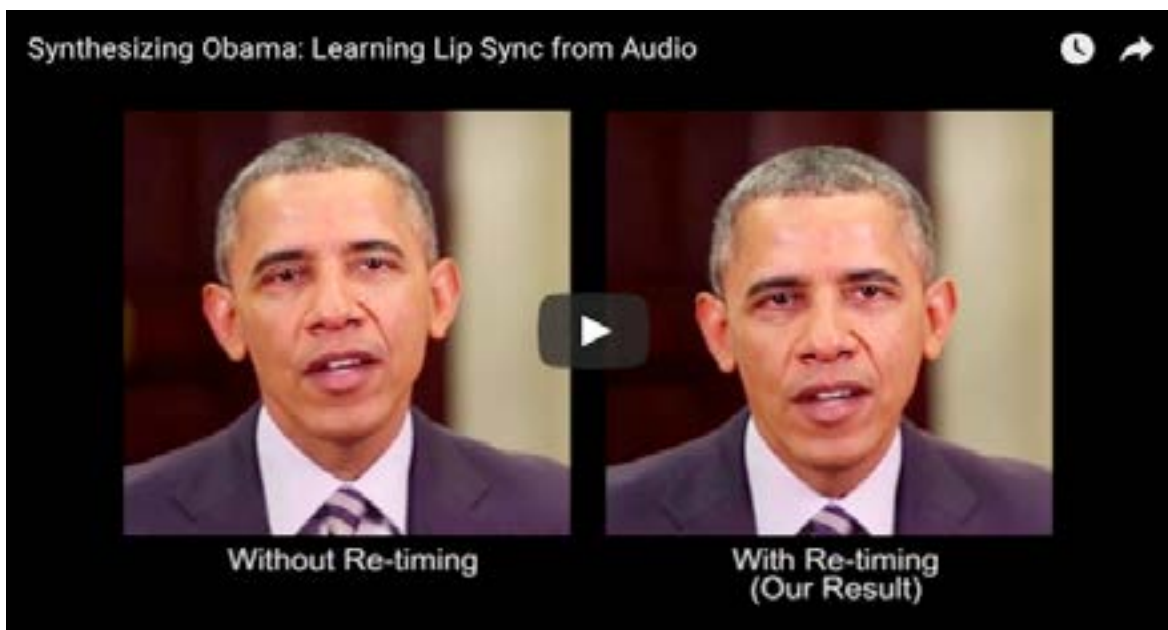 Synthesizing Obama: Learning Lip Sync from Audio
Without Re-timing
With Re-timing
(Our Result)